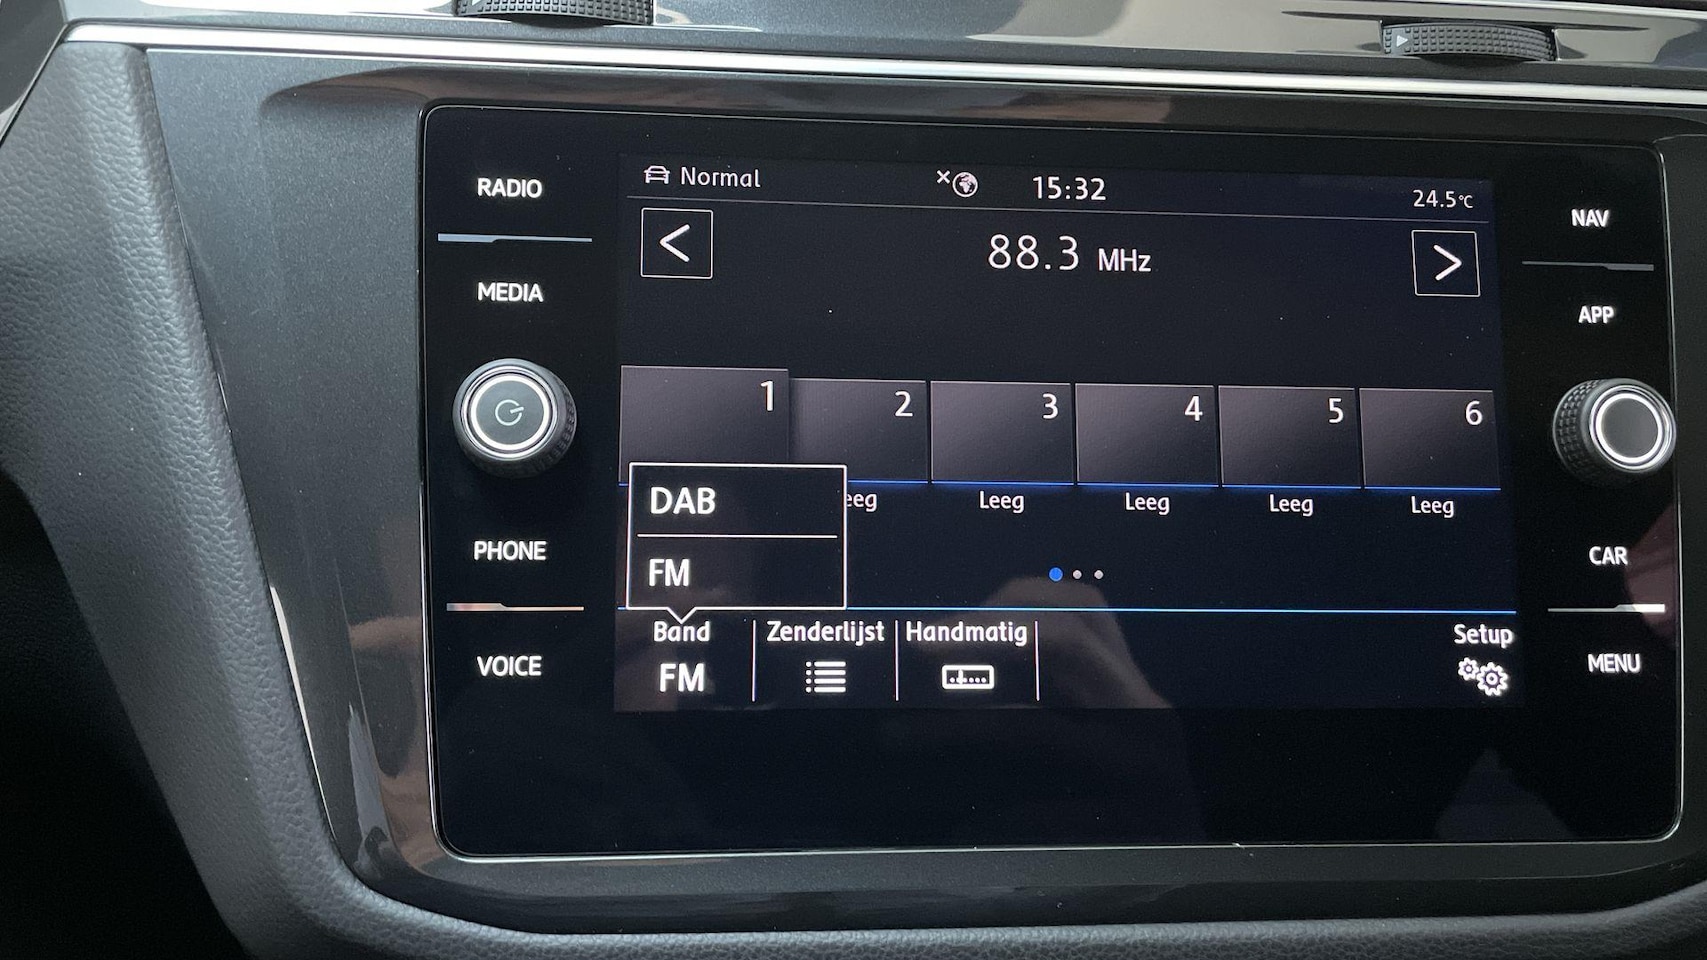 RADIO
MEDIA
PHONE
VOICE
Normal
15:32
24.5°C
88.3 MHz
1 2 3 4 5 6
Leeg Leeg Leeg Leeg
DAB
FM
Band
FM
Zenderlijst
Handmatig
Setup
NAV
APP
CAR
MENU